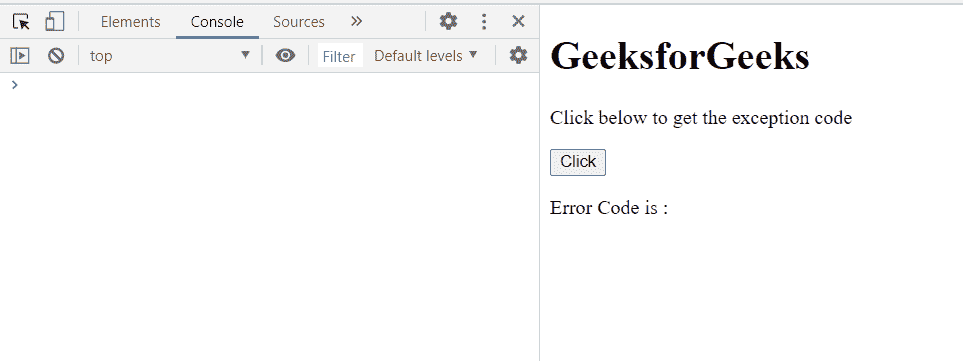 Elements Console Sources
top Filter Default levels
GeeksforGeeks
Click below to get the exception code
Click
Error Code is :